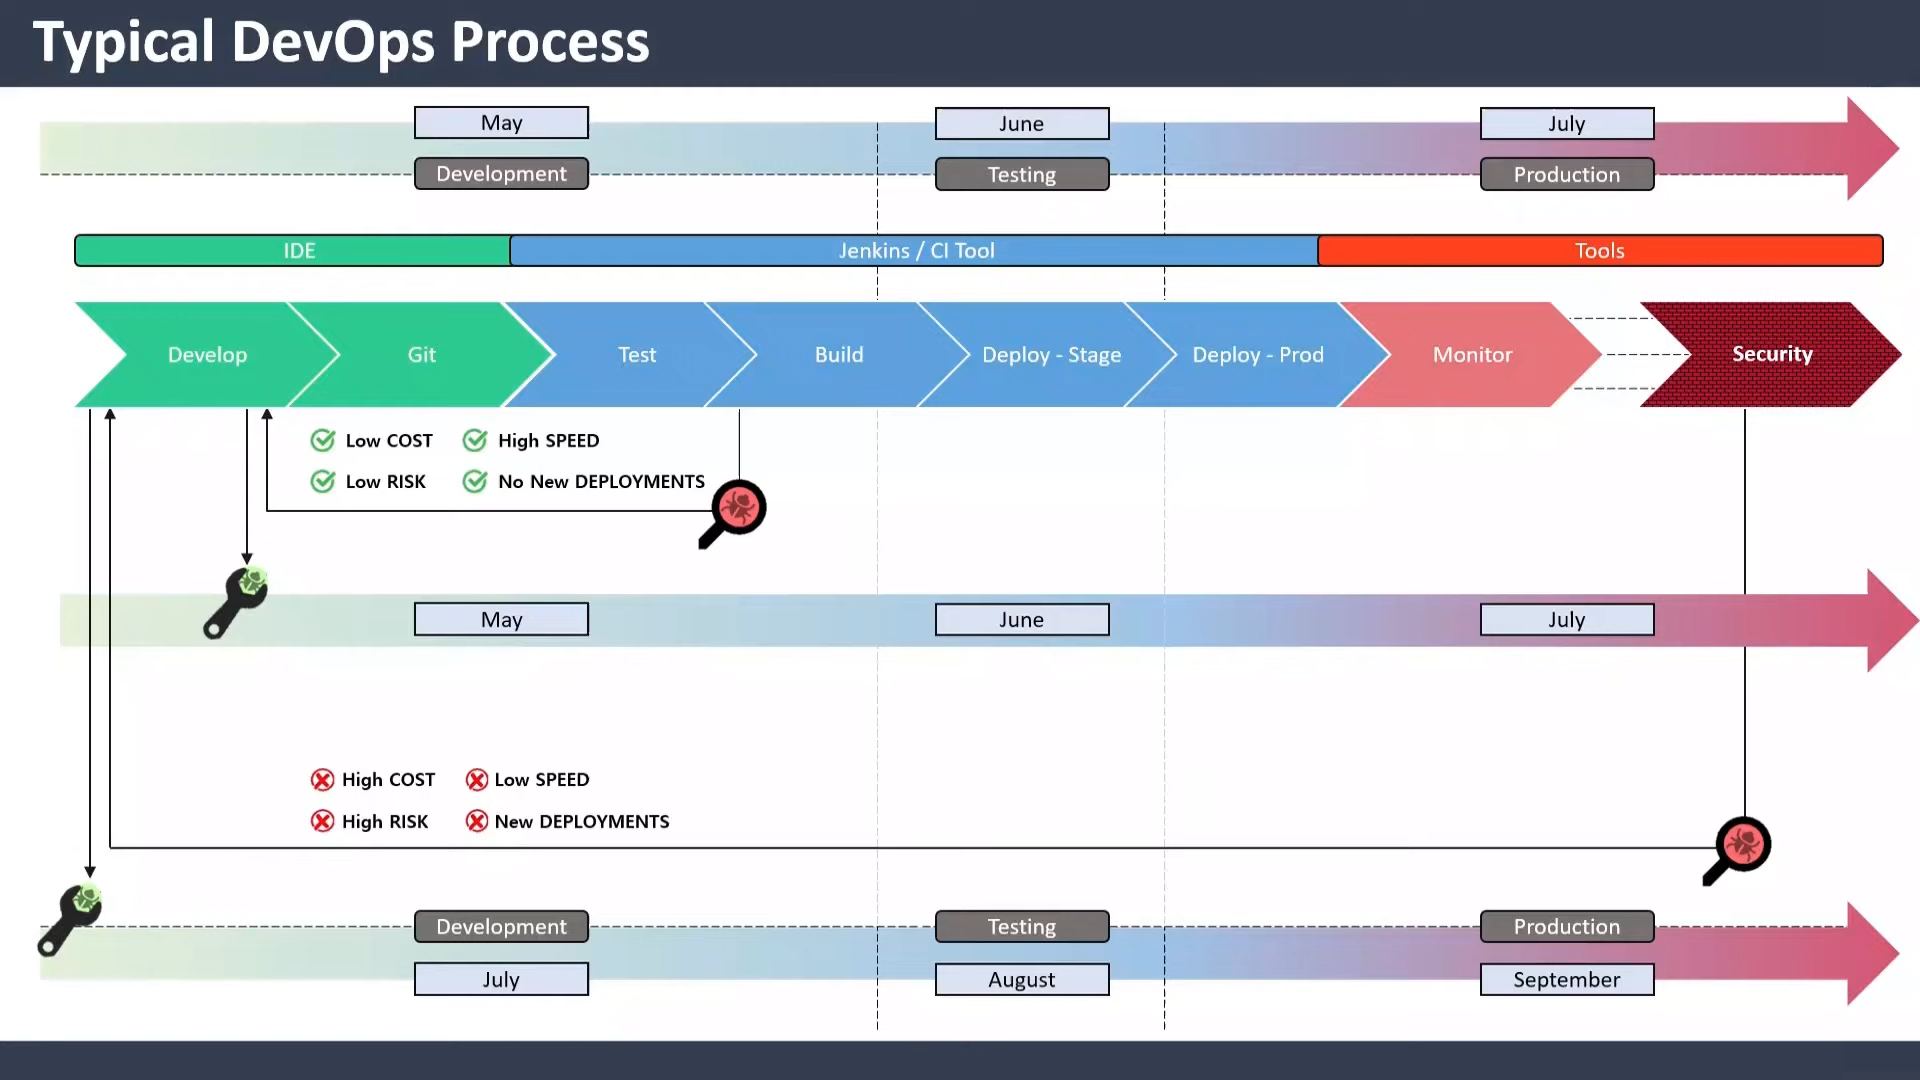 Typical DevOps Process
May
June
July
Development
Testing
Production
IDE
Jenkins / CI Tool
Tools
Develop
Git
Test
Build
Deploy - Stage
Deploy - Prod
Monitor
Security
Low COST
High SPEED
Low RISK
No New DEPLOYMENTS
May
June
July
High COST
Low SPEED
High RISK
New DEPLOYMENTS
Development
Testing
Production
July
August
September